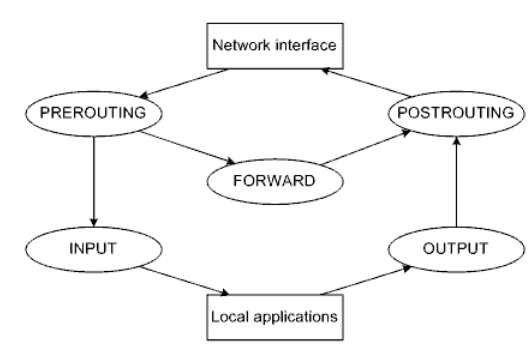 Network interface
PREROUTING
POSTROUTING
FORWARD
INPUT
OUTPUT
Local applications